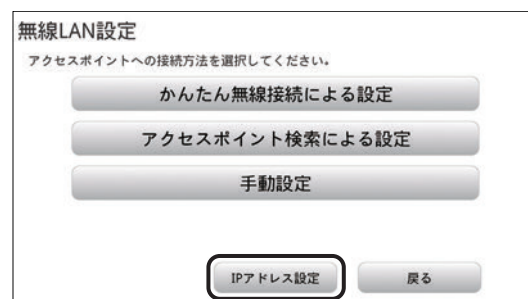 無線LAN設定
アクセスポイントへの接続方法を選択してください。
かんたん無線接続による設定
アクセスポイント検索による設定
手動設定
IPアドレス設定
戻る